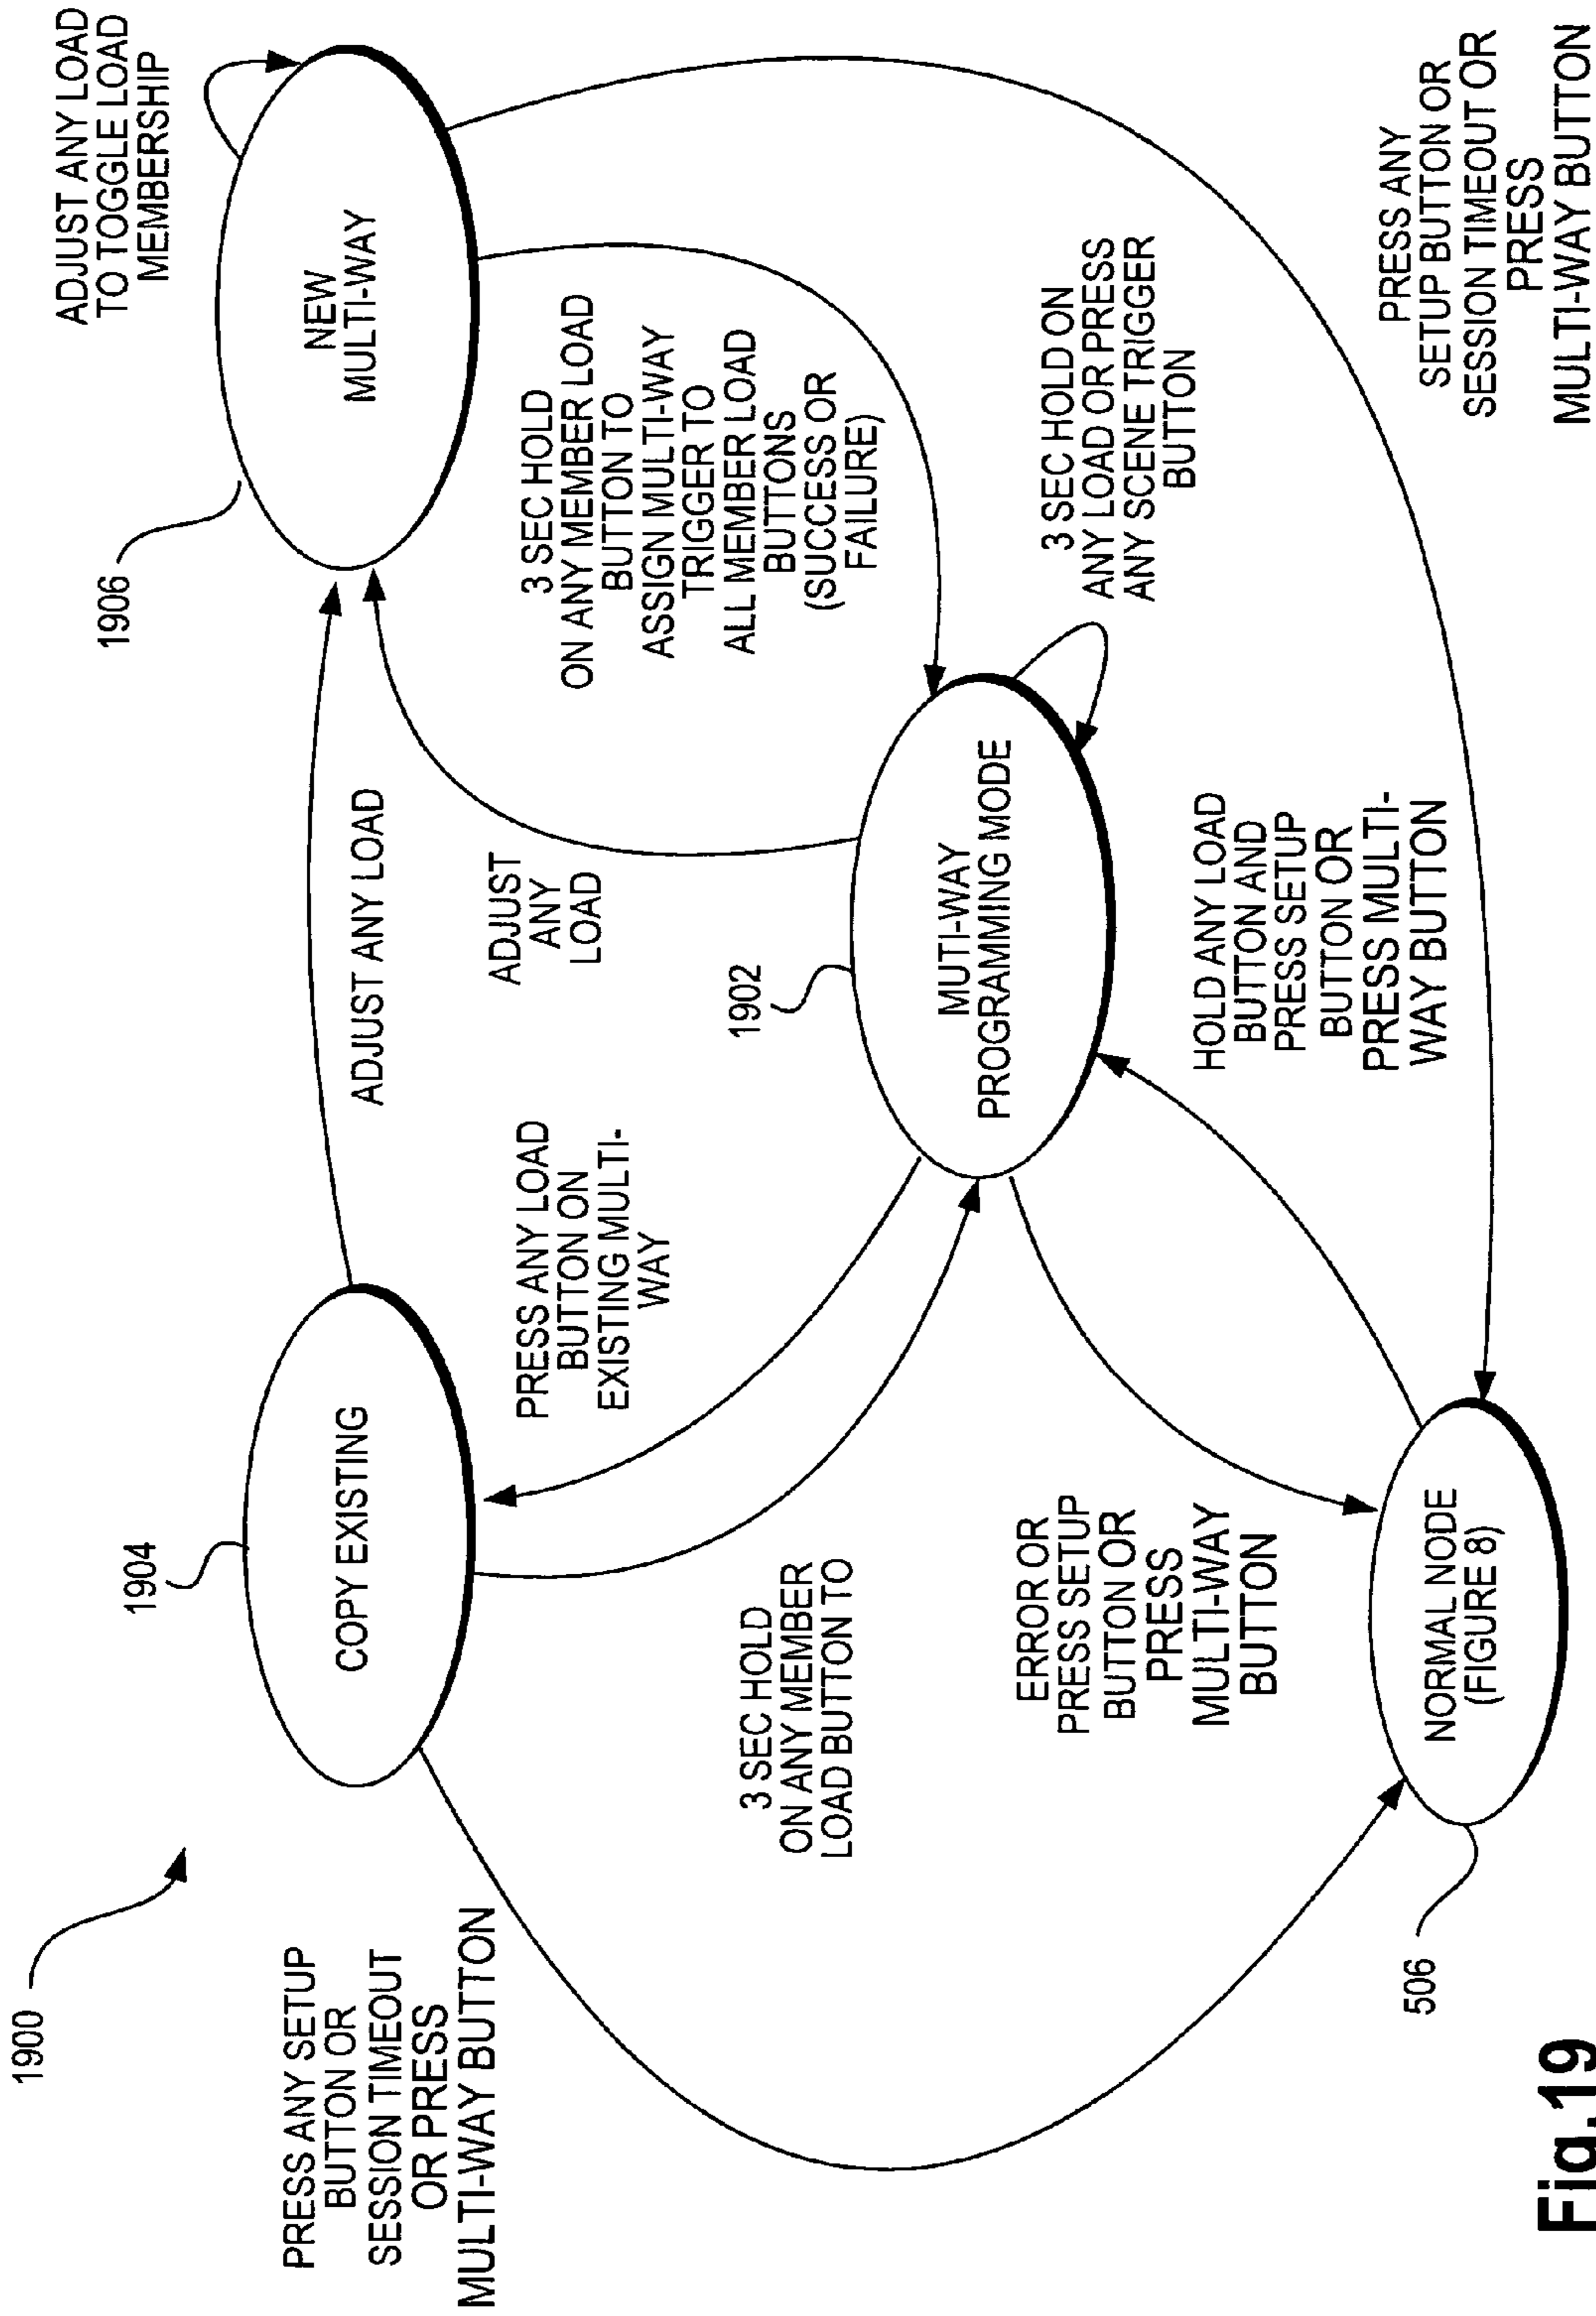 1900
PRESS ANY SETUP
BUTTON OR
SESSION TIMEOUT
OR PRESS
MULTI-WAY BUTTON
1904
COPY EXISTING
ADJUST ANY LOAD
1906
NEW
MULTI-WAY
ADJUST ANY LOAD
TO TOGGLE LOAD
MEMBERSHIP
PRESS ANY LOAD
BUTTON ON
EXISTING MULTI-
WAY
ADJUST
ANY
LOAD
3 SEC HOLD
ON ANY MEMBER LOAD
BUTTON TO
ASSIGN MULTI-WAY
TRIGGER TO
ALL MEMBER LOAD
BUTTONS
(SUCCESS OR
FAILURE)
3 SEC HOLD
ON ANY MEMBER
LOAD BUTTON TO
1902
MUTI-WAY
PROGRAMMING MODE
3 SEC HOLD ON
ANY LOAD OR PRESS
ANY SCENE TRIGGER
BUTTON
ERROR OR
PRESS SETUP
BUTTON OR
PRESS
MULTI-WAY
BUTTON
HOLD ANY LOAD
BUTTON AND
PRESS SETUP
BUTTON OR
PRESS MULTI-
WAY BUTTON
PRESS ANY
SETUP BUTTON OR
SESSION TIMEOUT OR
PRESS
MULTI-WAY BUTTON
506
NORMAL NODE
(FIGURE 8)
Fig.19